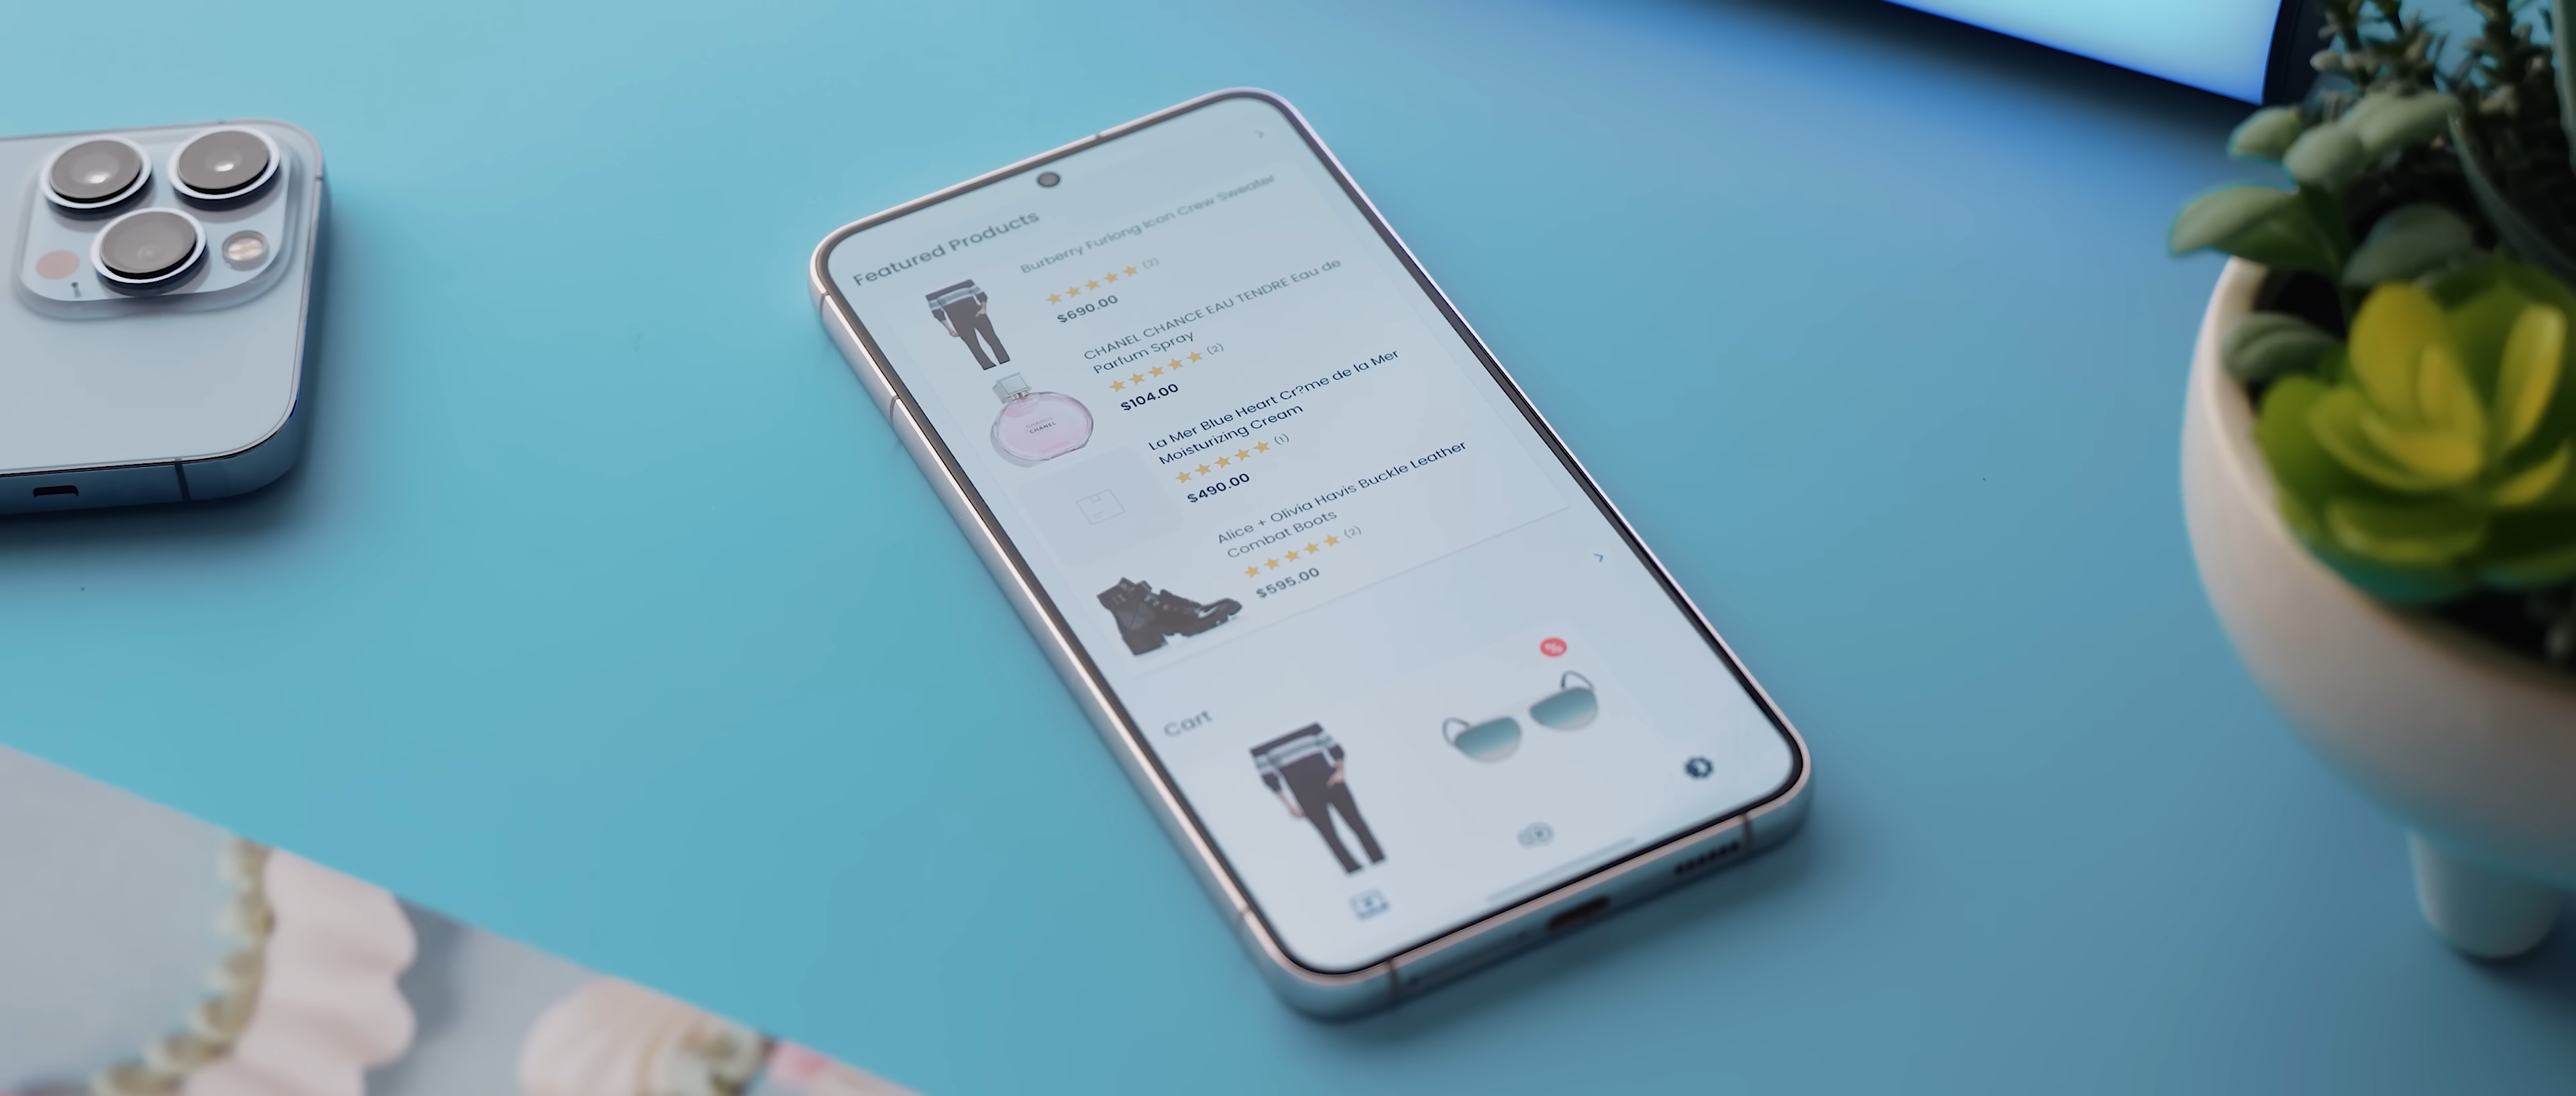 Featured Products
Burberry Furlong Icon Crew Sweater
(2)
$690.00
CHANEL CHANCE EAU TENDRE Eau de
Parfum Spray
(2)
$104.00
CHANEL
La Mer Blue Heart Cr?me de la Mer
Moisturizing Cream
(1)
$490.00
Alice + Olivia Havis Buckle Leather
Combat Boots
(2)
$595.00
%
Cart